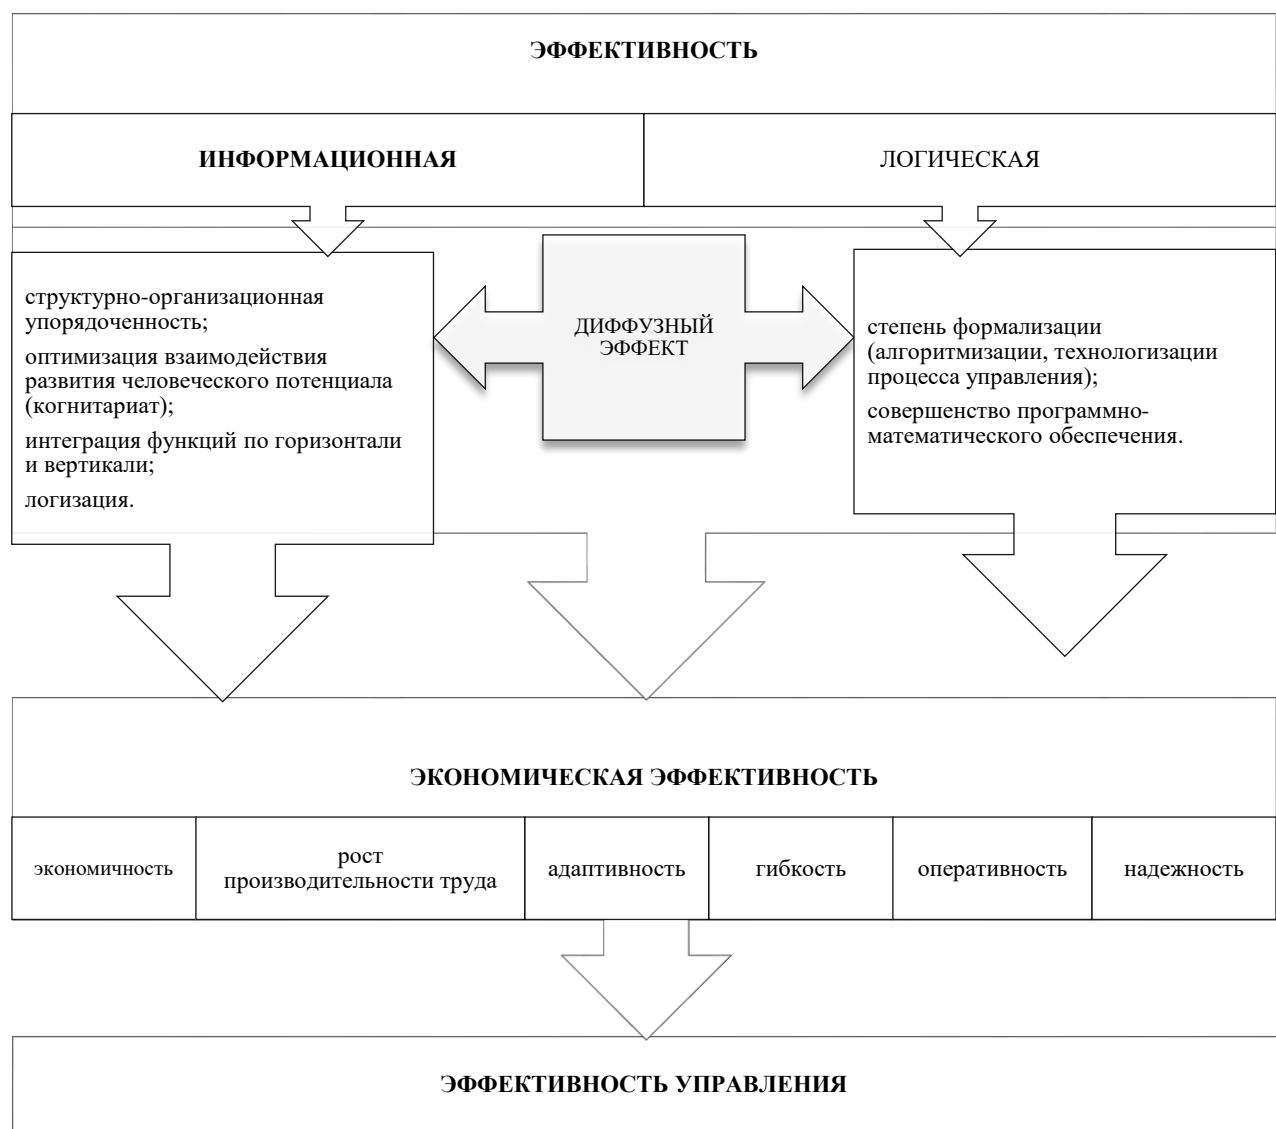 ЭФФЕКТИВНОСТЬ
ИНФОРМАЦИОННАЯ
ЛОГИЧЕСКАЯ
структурно-организационная
упорядоченность;
оптимизация взаимодействия
развития человеческого потенциала
(когнитариат);
интеграция функций по горизонтали
и вертикали;
логизация.
ДИФФУЗНЫЙ
ЭФФЕКТ
степень формализации
(алгоритмизации, технологизации
процесса управления);
совершенство программно-
математического обеспечения.
ЭКОНОМИЧЕСКАЯ ЭФФЕКТИВНОСТЬ
экономичность
рост
производительности труда
адаптивность
гибкость
оперативность
надежность
ЭФФЕКТИВНОСТЬ УПРАВЛЕНИЯ